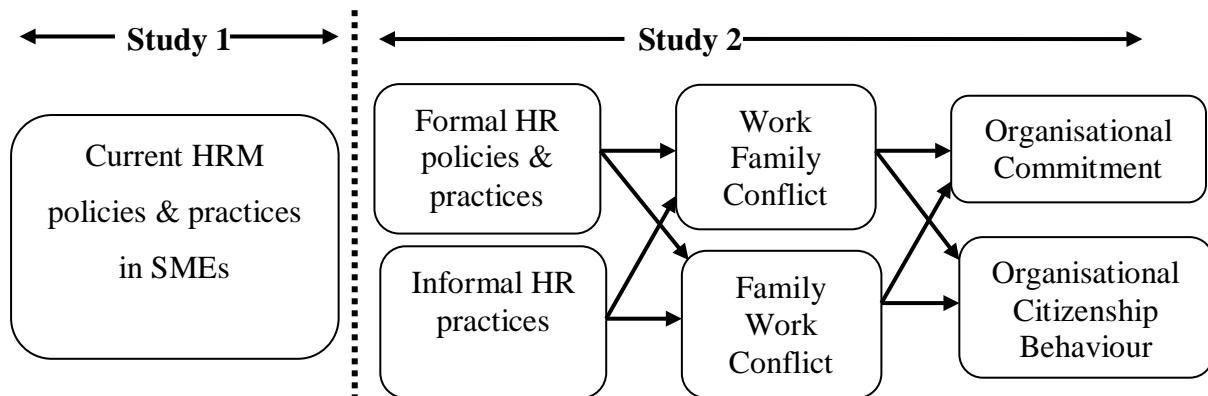 Study 1
Study 2
Current HRM
policies & practices
in SMEs
Formal HR
policies &
practices
Informal HR
practices
Work
Family
Conflict
Family
Work
Conflict
Organisational
Commitment
Organisational
Citizenship
Behaviour